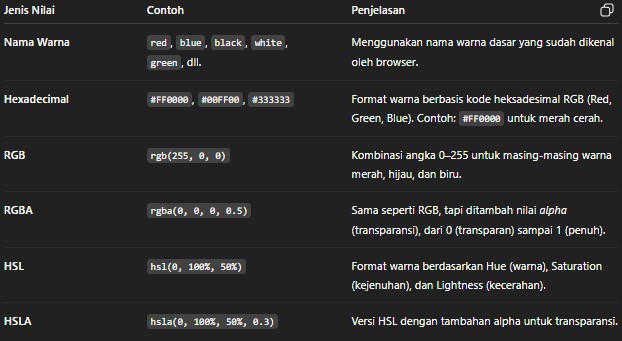 Jenis Nilai Contoh Penjelasan
Nama Warna red, blue, black, white, Menggunakan nama warna dasar yang sudah dikenal
green, dll. oleh browser.
Hexadecimal #FF0000, #00FF00, #333333 Format warna berbasis kode heksadesimal RGB (Red,
Green, Blue). Contoh: #FF0000 untuk merah cerah.
RGB rgb(255, 0, 0) Kombinasi angka 0–255 untuk masing-masing warna
merah, hijau, dan biru.
RGBA rgba(0, 0, 0, 0.5) Sama seperti RGB, tapi ditambah nilai alpha
(transparansi), dari 0 (transparan) sampai 1 (penuh).
HSL hsl(0, 100%, 50%) Format warna berdasarkan Hue (warna), Saturation
(kejenuhan), dan Lightness (kecerahan).
HSLA hsla(0, 100%, 50%, 0.3) Versi HSL dengan tambahan alpha untuk transparansi.